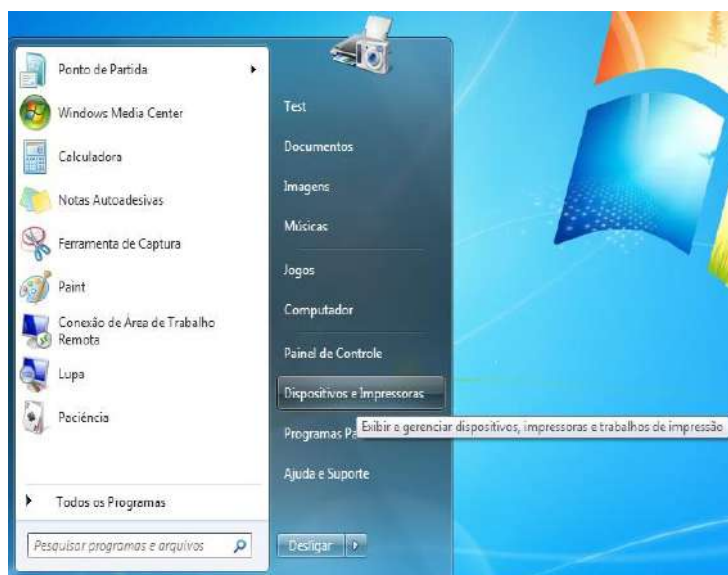 Ponto de Partida
Windows Media Center
Calculadora
Notas Autoadesivas
Ferramenta de Captura
Paint
Conexão de Área de Trabalho
Remota
Lupa
Paciência
Todos os Programas
Pesquisar programas e arquivos
Test
Documentos
Imagens
Músicas
Jogos
Computador
Painel de Controle
Dispositivos e Impressoras
Exibir e gerenciar dispositivos, impressoras e trabalhos de impressão
Programas Pa
Ajuda e Suporte
Desligar